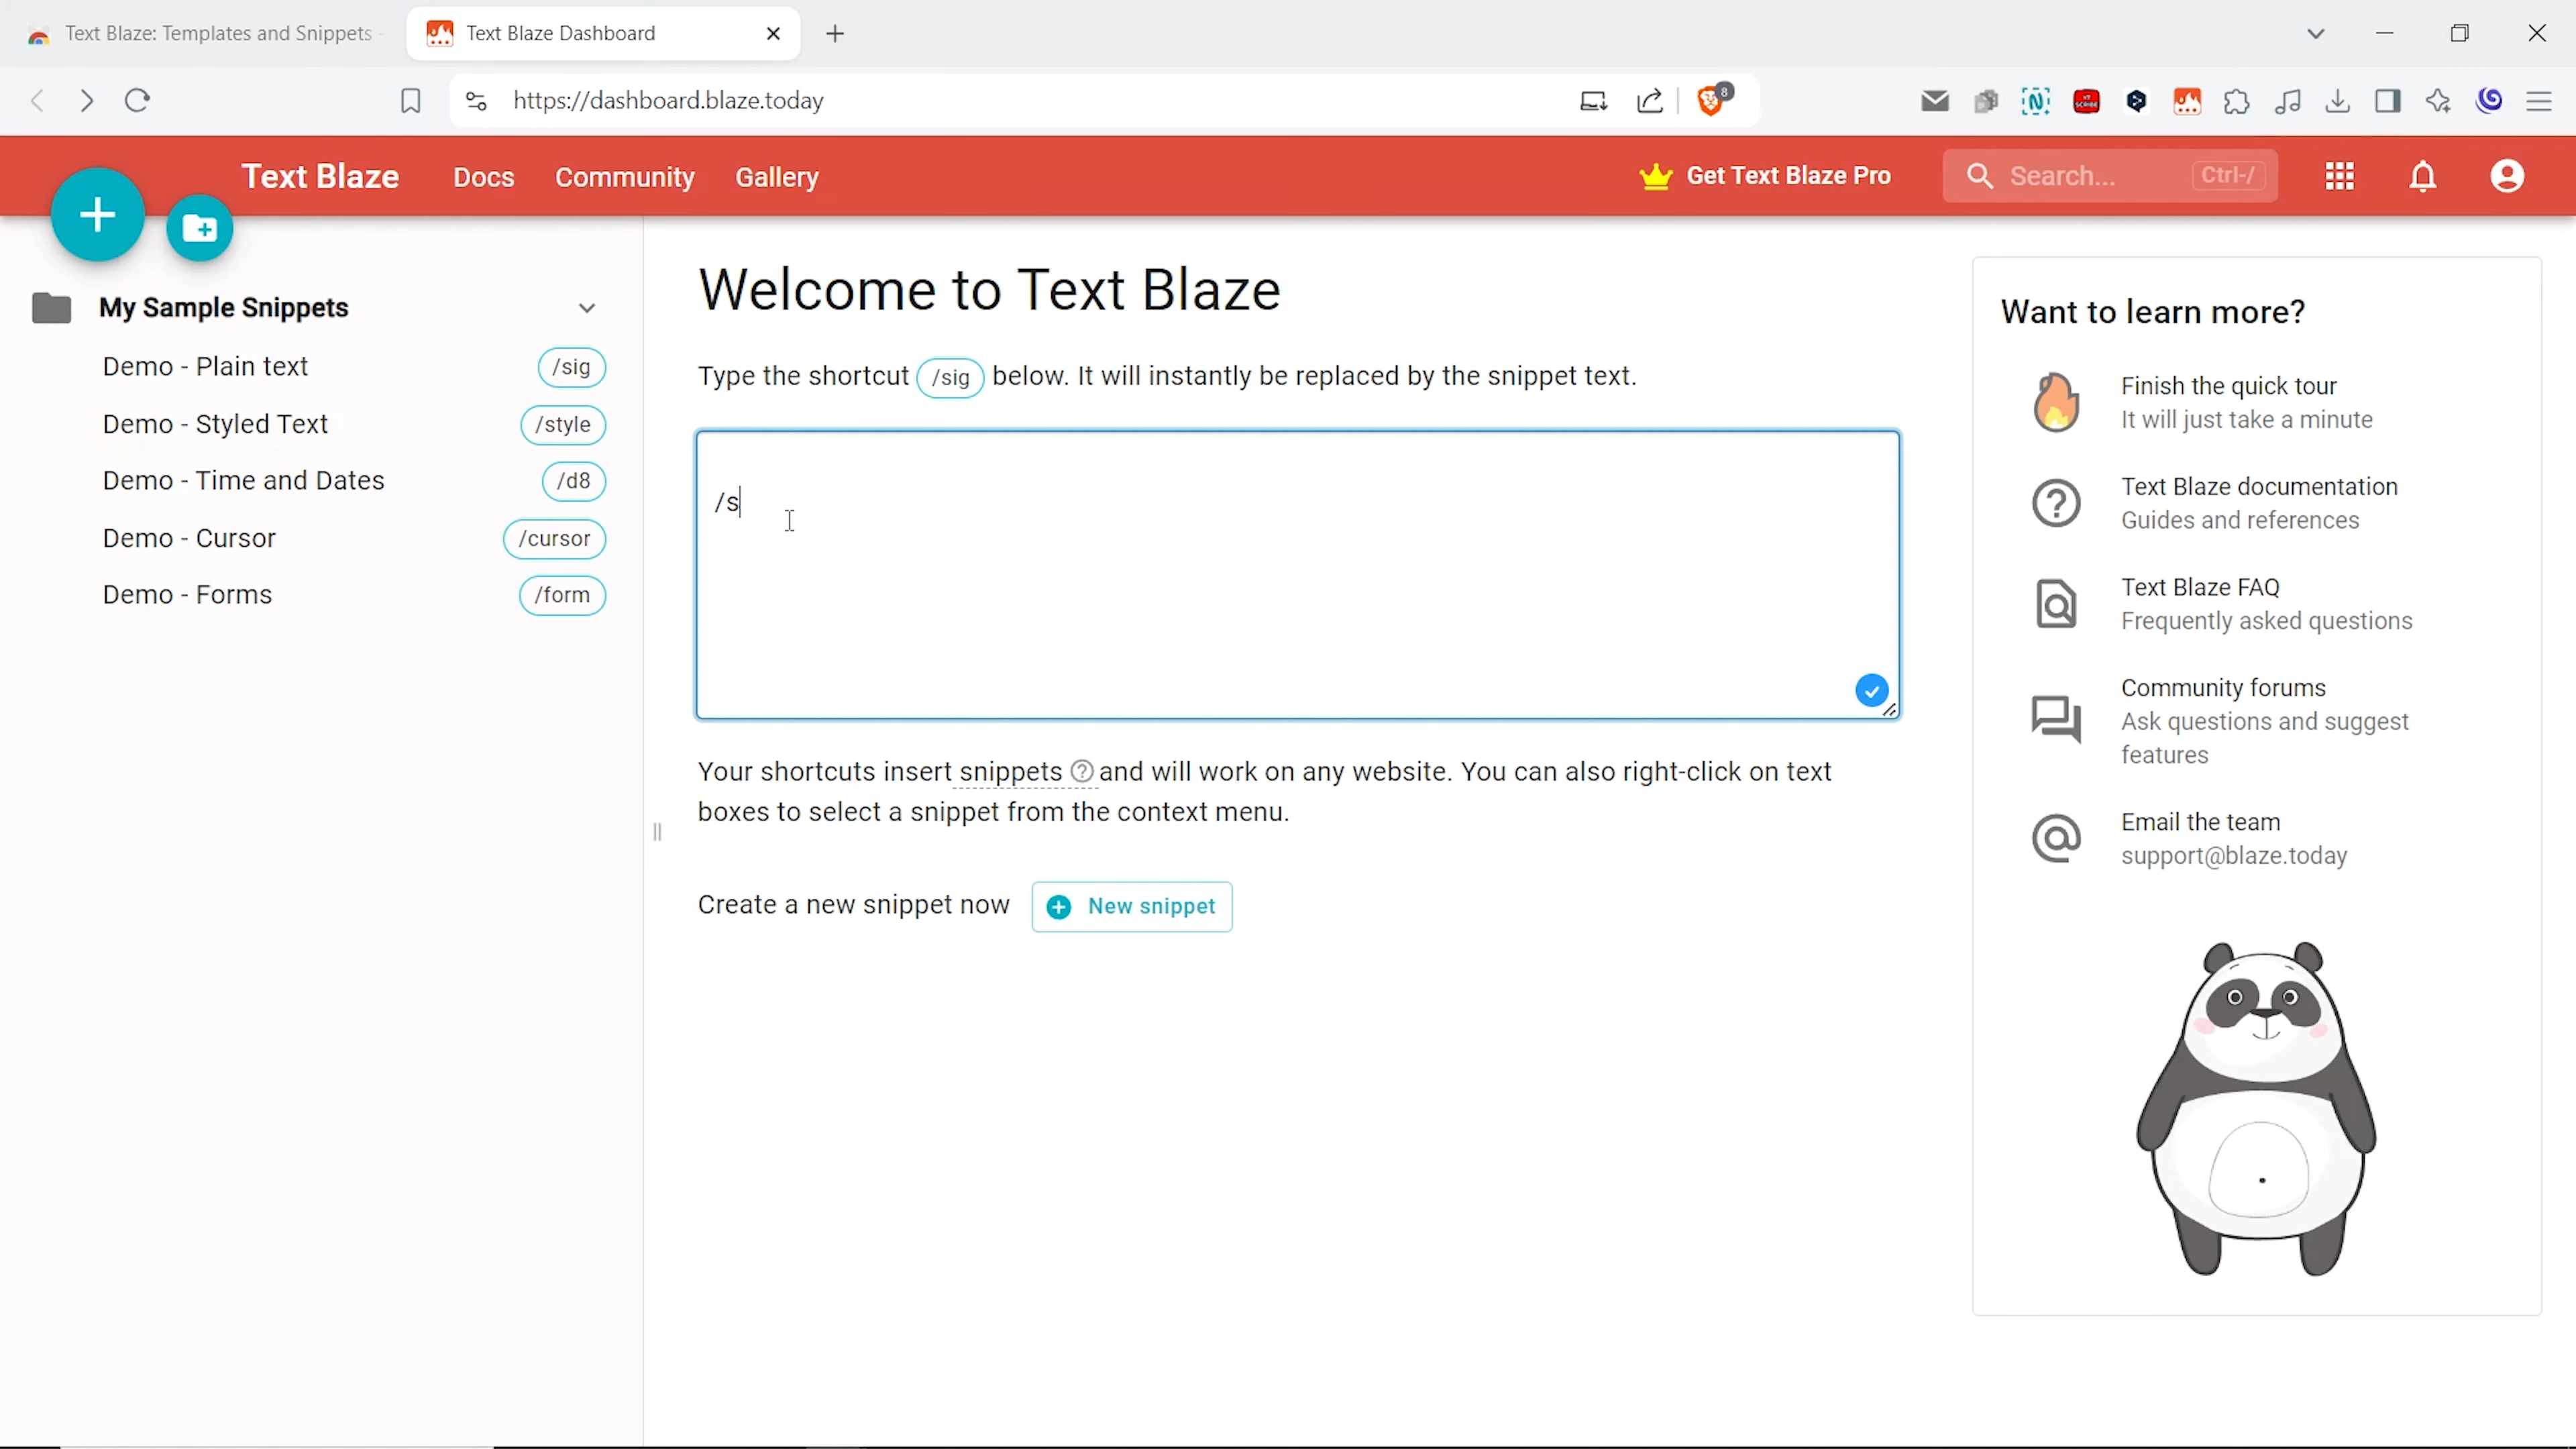 Text Blaze: Templates and Snippets
Text Blaze Dashboard
https://dashboard.blaze.today
8
Text Blaze
Docs
Community
Gallery
Get Text Blaze Pro
Search...
Ctrl-/
My Sample Snippets
Demo - Plain text
/sig
Demo - Styled Text
/style
Demo - Time and Dates
/d8
Demo - Cursor
/cursor
Demo - Forms
/form
Welcome to Text Blaze
Type the shortcut /sig below. It will instantly be replaced by the snippet text.
/s
Your shortcuts insert snippets and will work on any website. You can also right-click on text
boxes to select a snippet from the context menu.
Create a new snippet now
New snippet
Want to learn more?
Finish the quick tour
It will just take a minute
Text Blaze documentation
Guides and references
Text Blaze FAQ
Frequently asked questions
Community forums
Ask questions and suggest
features
Email the team
support@blaze.today